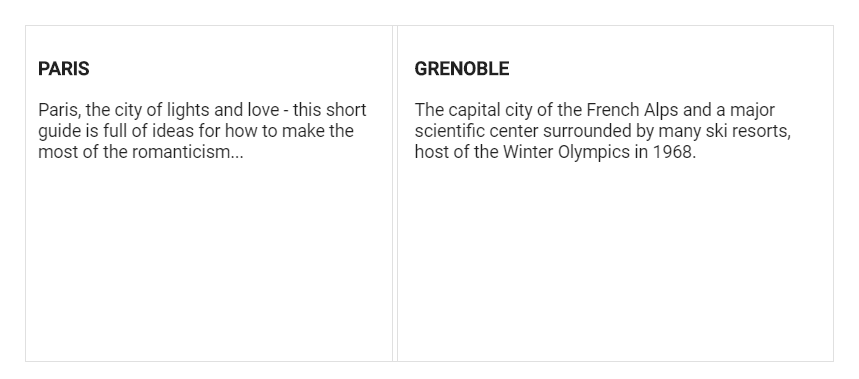 PARIS
Paris, the city of lights and love - this short
guide is full of ideas for how to make the
most of the romanticism...
GRENOBLE
The capital city of the French Alps and a major
scientific center surrounded by many ski resorts,
host of the Winter Olympics in 1968.